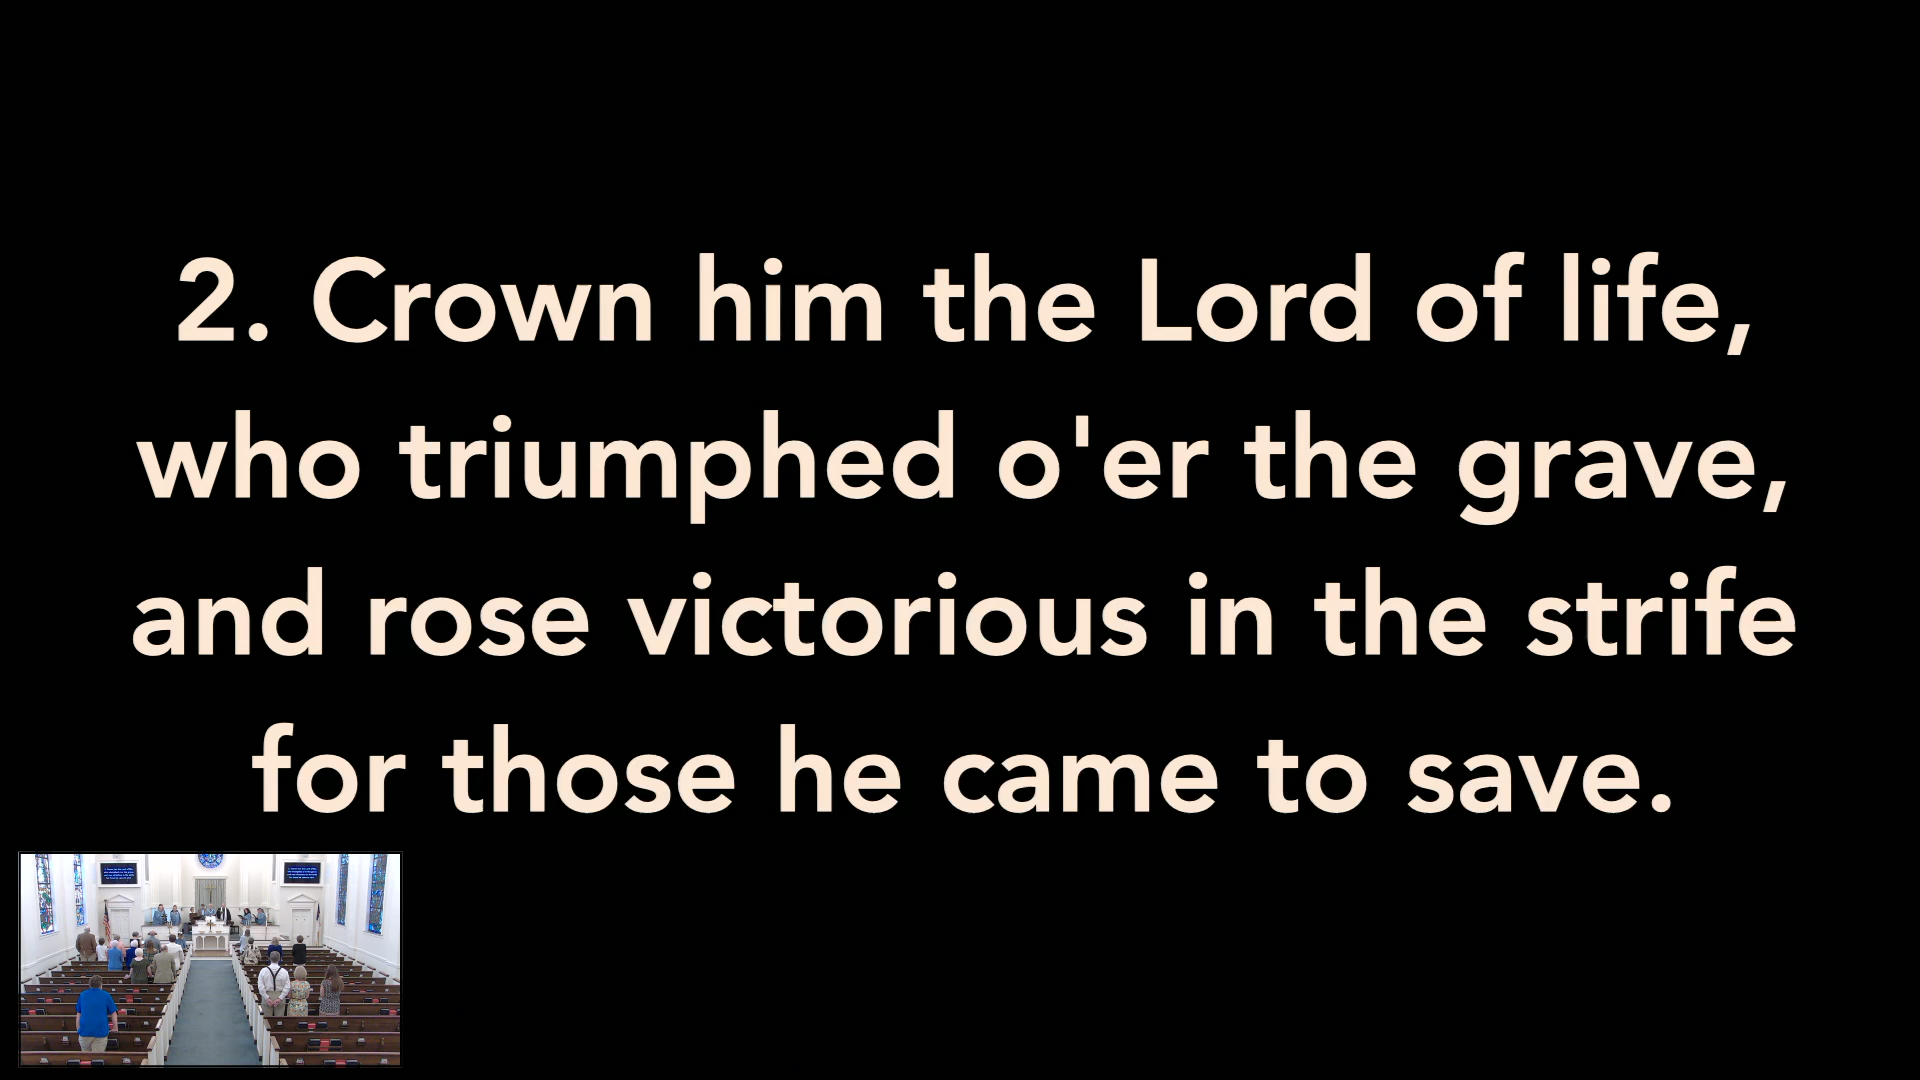 2. Crown him the Lord of life,
who triumphed o'er the grave,
and rose victorious in the strife
for those he came to save.